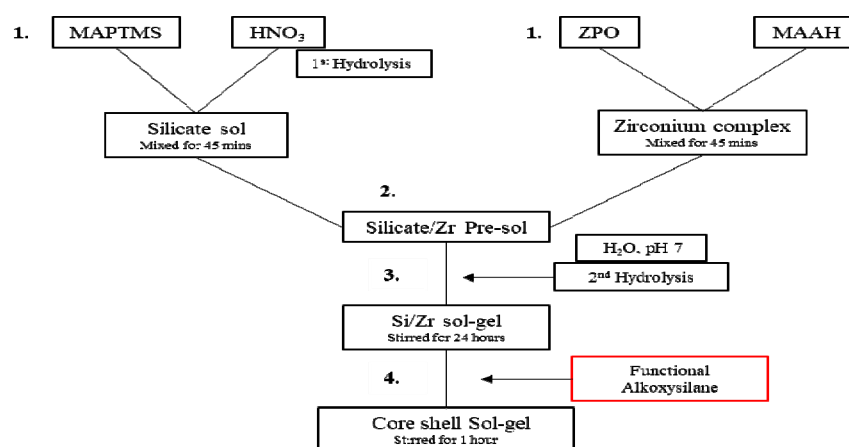 1. MAPTMS HNO₃ 1. ZPO MAAH
1st Hydrolysis
Silicate sol
Mixed for 45 mins
Zirconium complex
Mixed for 45 mins
2.
Silicate/Zr Pre-sol
H₂O, pH 7
3.
2nd Hydrolysis
Si/Zr sol-gel
Stirred for 24 hours
4.
Functional
Alkoxysilane
Core shell Sol-gel
Stirred for 1 hour